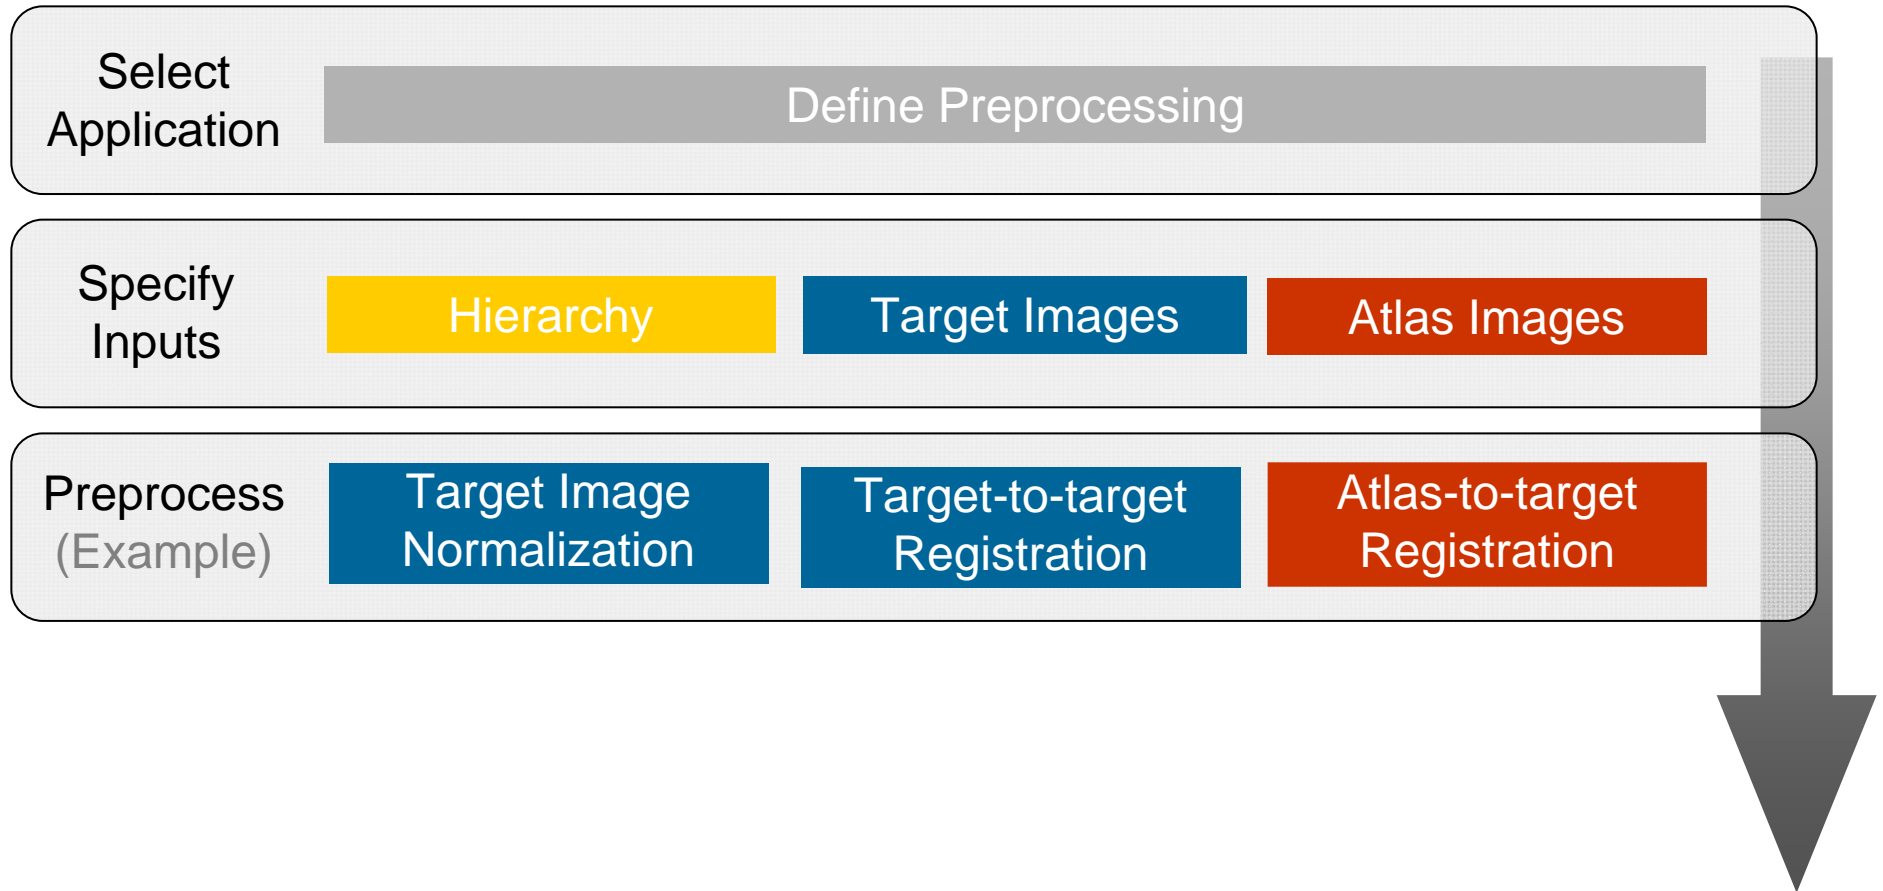 Select
Application
Define Preprocessing
Specify
Inputs
Hierarchy
Target Images
Atlas Images
Preprocess
(Example)
Target Image
Normalization
Target-to-target
Registration
Atlas-to-target
Registration